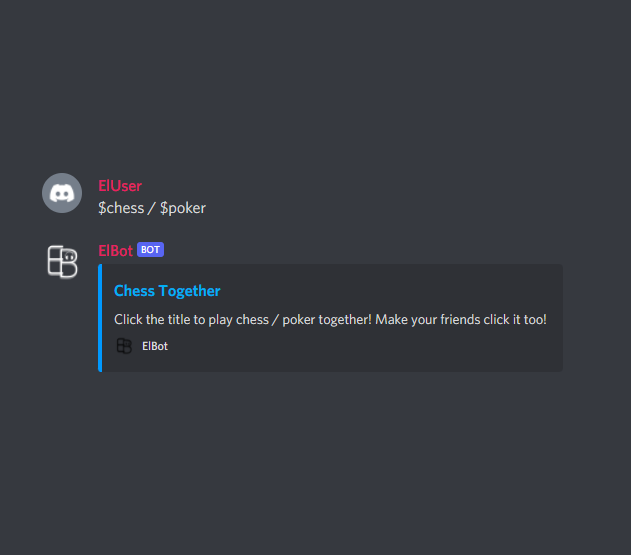 ElUser
$chess / $poker
ElBot BOT
Chess Together
Click the title to play chess / poker together! Make your friends click it too!
ElBot